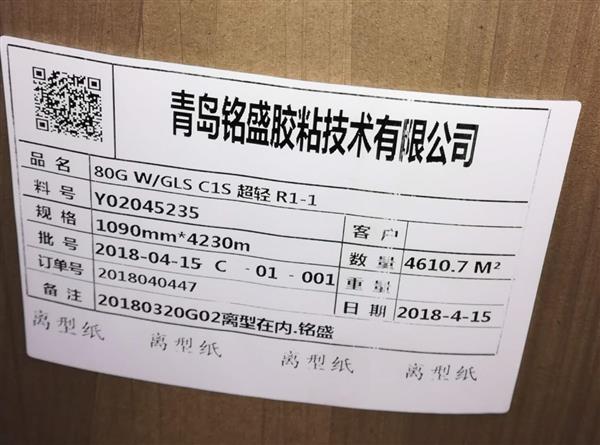 青岛铭盛胶粘技术有限公司
品名 80G W/GLS C1S 超轻 R1-1
料号 Y02045235 客户
规格 1090mm*4230m 数量 4610.7 M²
批号 2018-04-15 C - 01 - 001 重量
订单号 2018040447 日期 2018-4-15
备注 20180320G02离型在内.铭盛
离型纸 离型纸 离型纸 离型纸